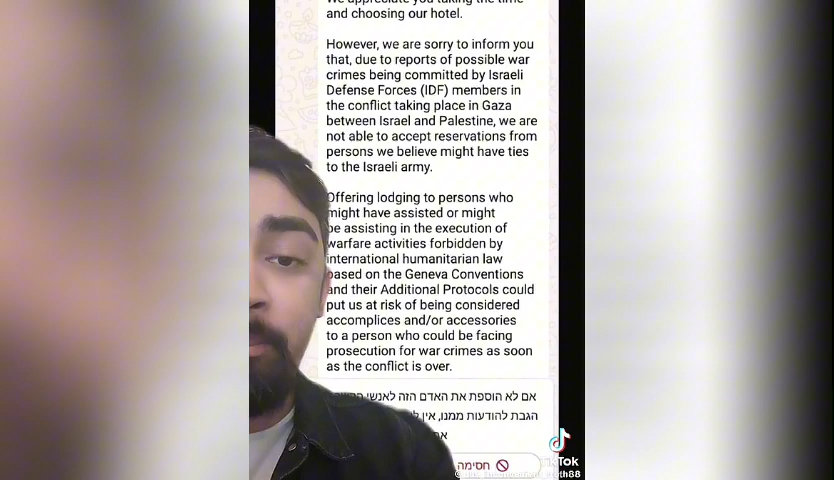 We appreciate you taking the time
and choosing our hotel.
However, we are sorry to inform you
that, due to reports of possible war
crimes being committed by Israeli
Defense Forces (IDF) members in
the conflict taking place in Gaza
between Israel and Palestine, we are
not able to accept reservations from
persons we believe might have ties
to the Israeli army.
Offering lodging to persons who
might have assisted or might
be assisting in the execution of
warfare activities forbidden by
international humanitarian law
based on the Geneva Conventions
and their Additional Protocols could
put us at risk of being considered
accomplices and/or accessories
to a person who could be facing
prosecution for war crimes as soon
as the conflict is over.
אם לא הוספת את האדם הזה לאנשי
הגבת להודעות ממנו, אין
חסימה
TikTok